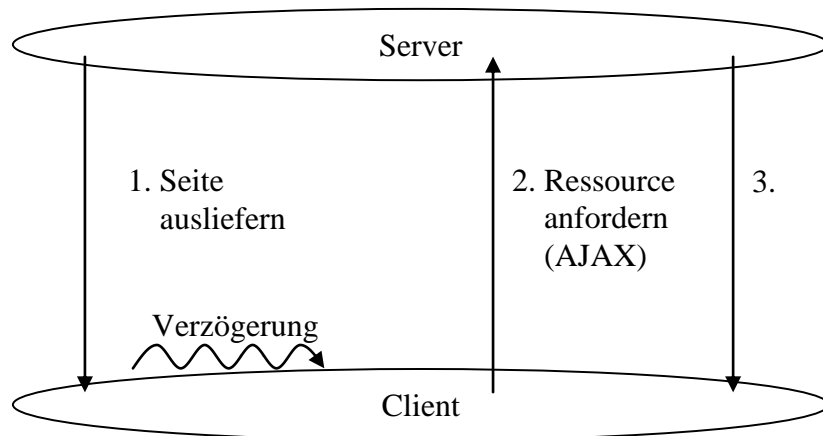 Server
1. Seite
ausliefern
2. Ressource
anfordern
(AJAX)
3.
Verzögerung
Client